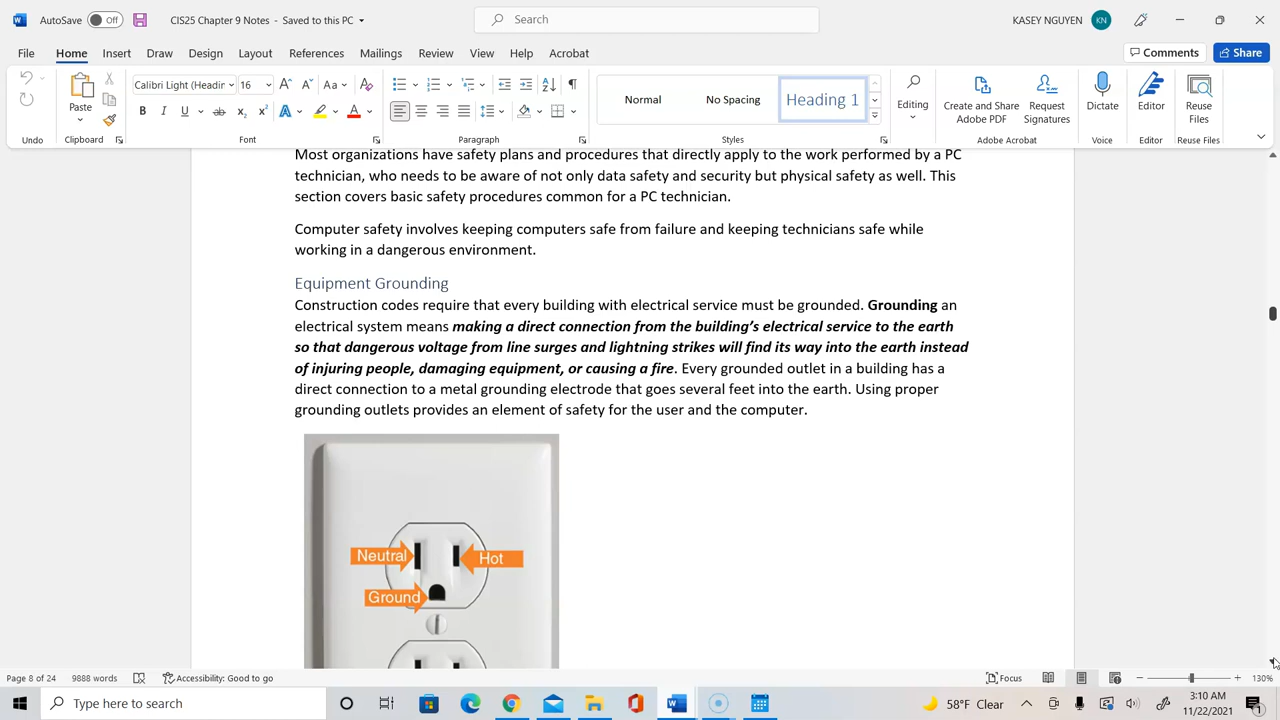 AutoSave Off CIS25 Chapter 9 Notes - Saved to this PC Search KASEY NGUYEN KN
File Home Insert Draw Design Layout References Mailings Review View Help Acrobat Comments Share
Calibri Light (Headin 16 Aa
Paste B I U ab x₂ x² A A A
Normal No Spacing Heading 1
Editing Create and Share Adobe PDF Request Signatures Dictate Editor Reuse Files
Undo Clipboard Font Paragraph Styles Adobe Acrobat Voice Editor Reuse Files
Most organizations have safety plans and procedures that directly apply to the work performed by a PC
technician, who needs to be aware of not only data safety and security but physical safety as well. This
section covers basic safety procedures common for a PC technician.
Computer safety involves keeping computers safe from failure and keeping technicians safe while
working in a dangerous environment.
Equipment Grounding
Construction codes require that every building with electrical service must be grounded. Grounding an
electrical system means making a direct connection from the building's electrical service to the earth
so that dangerous voltage from line surges and lightning strikes will find its way into the earth instead
of injuring people, damaging equipment, or causing a fire. Every grounded outlet in a building has a
direct connection to a metal grounding electrode that goes several feet into the earth. Using proper
grounding outlets provides an element of safety for the user and the computer.
Neutral Hot
Ground
Page 8 of 24 9888 words Accessibility: Good to go Focus 130%
Type here to search 58°F Clear 3:10 AM
11/22/2021 1